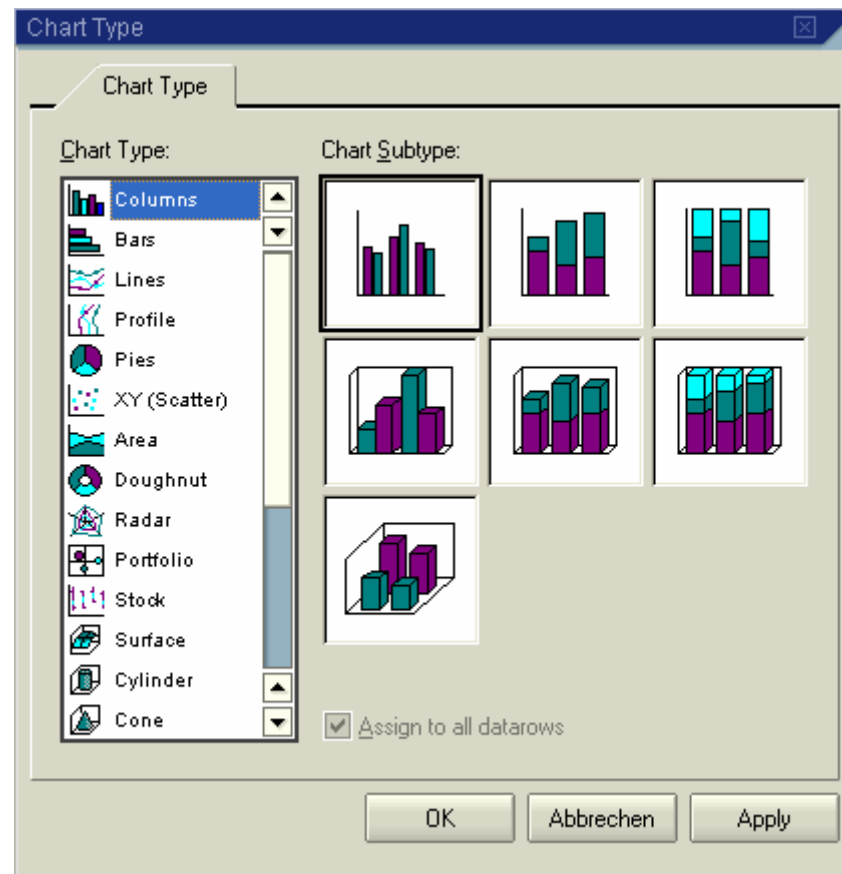 Chart Type
Chart Type
Chart Type:
Chart Subtype:
Columns
Bars
Lines
Profile
Pies
XY (Scatter)
Area
Doughnut
Radar
Portfolio
Stock
Surface
Cylinder
Cone
Assign to all datarows
OK
Abbrechen
Apply